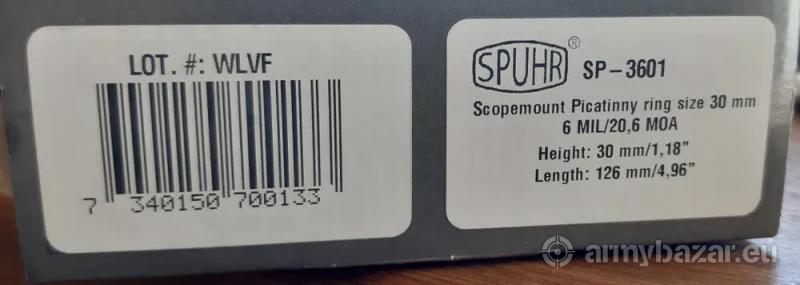 LOT. #: WLVF
7 340150 700133
SPUHR® SP-3601
Scopemount Picatinny ring size 30 mm
6 MIL/20,6 MOA
Height: 30 mm/1,18”
Length: 126 mm/4,96”
armybazar.eu